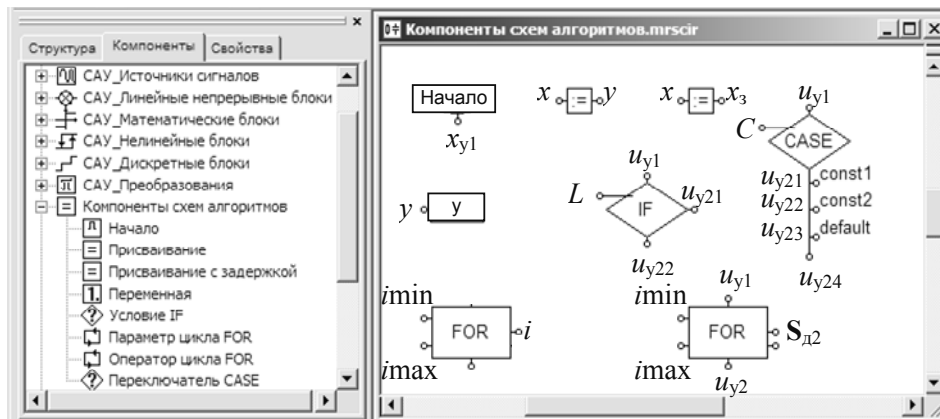 Структура Компоненты Свойства
САУ_Источники сигналов
САУ_Линейные непрерывные блоки
САУ_Математические блоки
САУ_Нелинейные блоки
САУ_Дискретные блоки
САУ_Преобразования
Компоненты схем алгоритмов
Начало
Присваивание
Присваивание с задержкой
Переменная
Условие IF
Параметр цикла FOR
Оператор цикла FOR
Переключатель CASE
Компоненты схем алгоритмов.mrscir
Начало
xу1
x := y
x := xз
uу1
C
CASE
uу21 const1
uу22 const2
uу23 default
uу24
y у
uу1
L
IF
uу21
uу22
imin
FOR
i
imax
uу1
imin
FOR
Sд2
imax
uу2